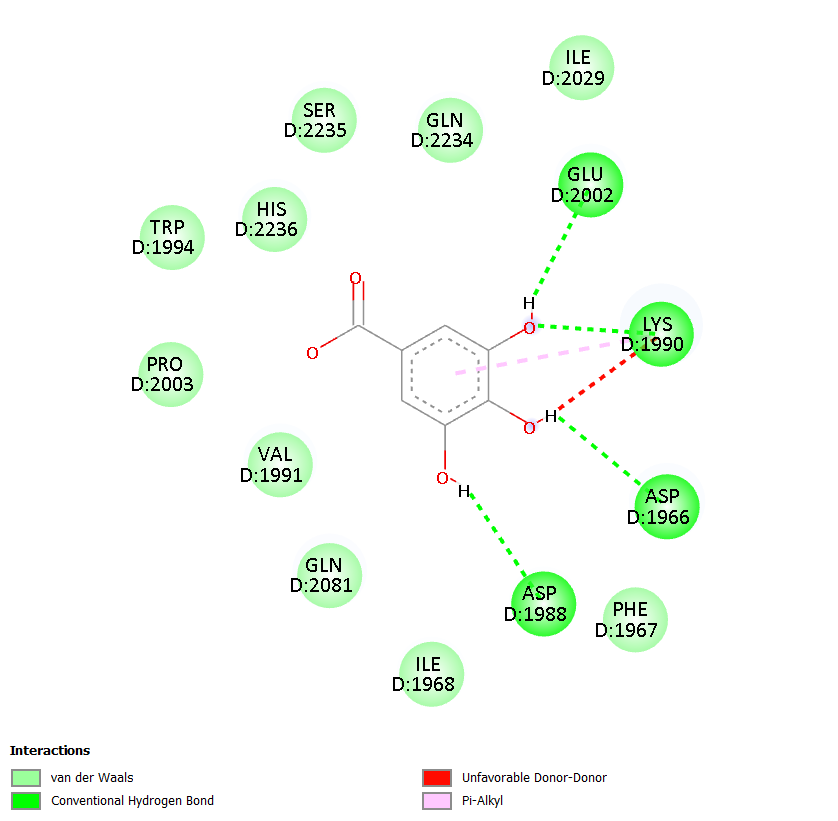 ILE
D:2029
SER
D:2235
GLN
D:2234
GLU
D:2002
HIS
D:2236
TRP
D:1994
O
H
O
LYS
D:1990
O
PRO
D:2003
H
O
VAL
D:1991
O
H
ASP
D:1966
GLN
D:2081
ASP
D:1988
PHE
D:1967
ILE
D:1968
Interactions
van der Waals
Conventional Hydrogen Bond
Unfavorable Donor-Donor
Pi-Alkyl